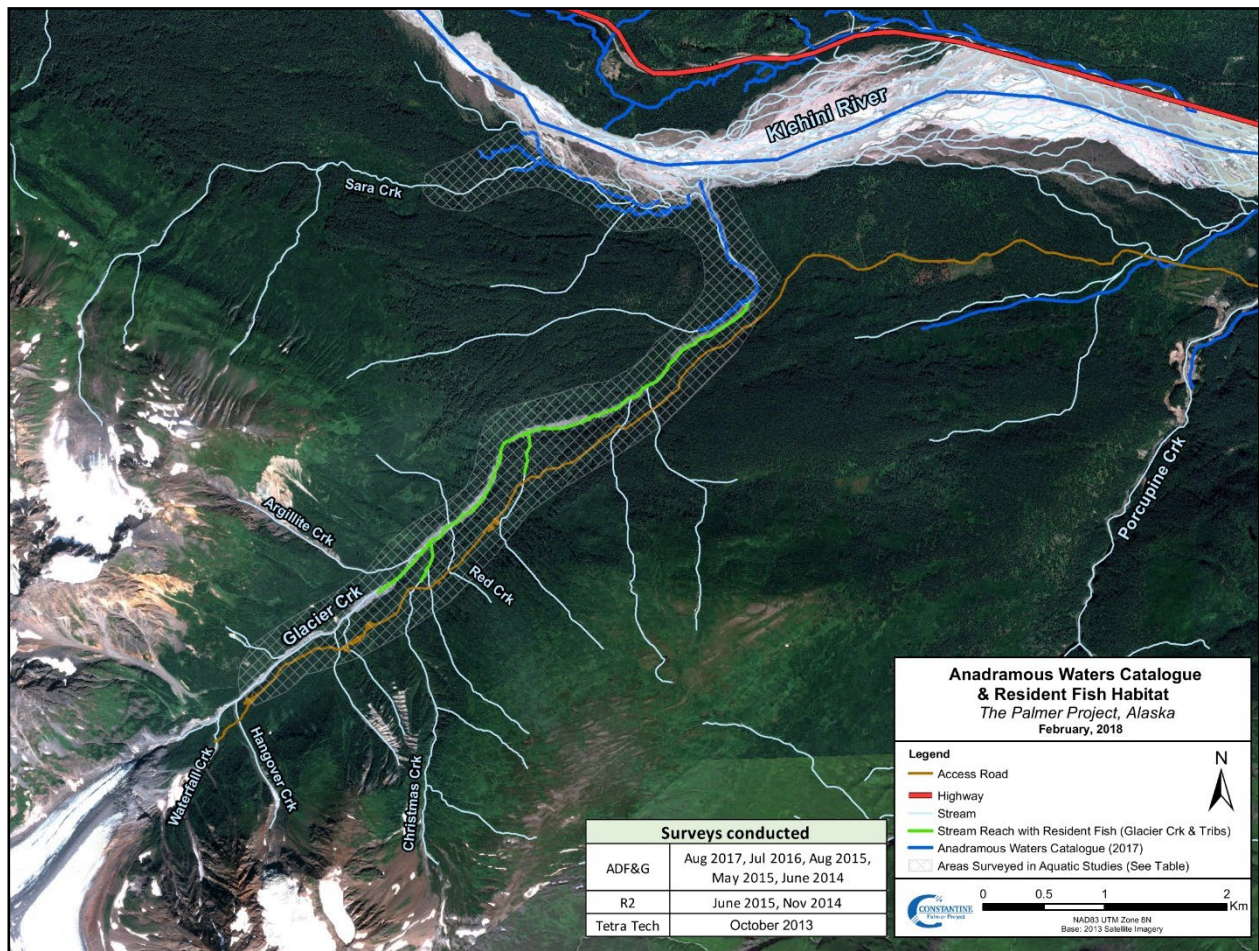 Klehini River
Sara Crk
Argillite Crk
Porcupine Crk
Red Crk
Glacier Crk
Hangover Crk
Waterfall Crk
Christmas Crk
Anadramous Waters Catalogue
& Resident Fish Habitat
The Palmer Project, Alaska
February, 2018
Legend
N
Access Road
Highway
Stream
Stream Reach with Resident Fish (Glacier Crk & Tribs)
Anadramous Waters Catalogue (2017)
Areas Surveyed in Aquatic Studies (See Table)
CONSTANTINE
Palmer Project
0 0.5 1 2
Km
NAD83 UTM Zone 8N
Base: 2013 Satellite Imagery
Surveys conducted
ADF&G Aug 2017, Jul 2016, Aug 2015,
May 2015, June 2014
R2 June 2015, Nov 2014
Tetra Tech October 2013